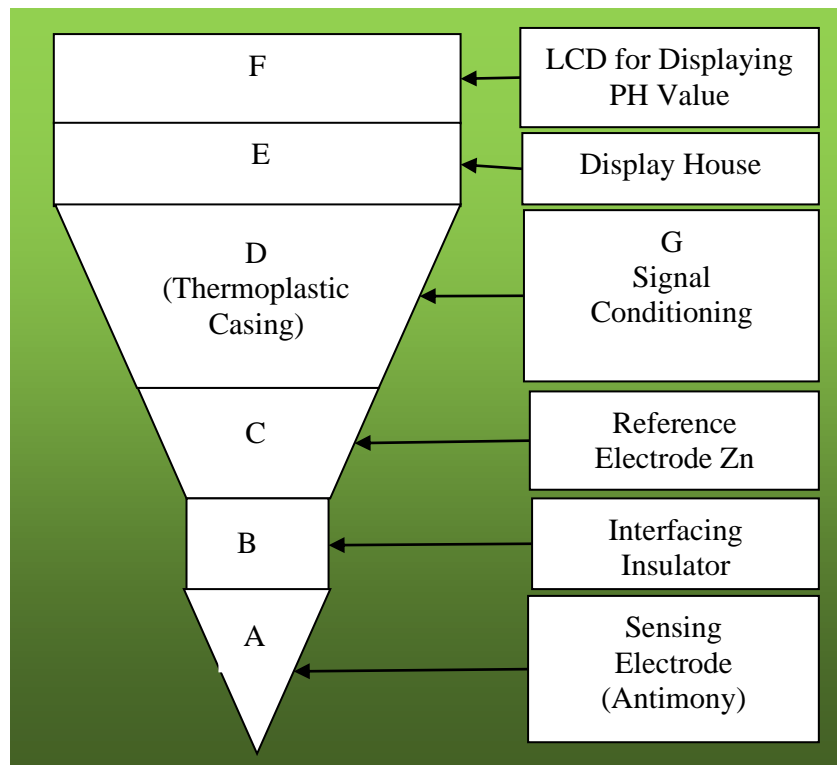 F
LCD for Displaying
PH Value
E
Display House
D
(Thermoplastic
Casing)
G
Signal
Conditioning
C
Reference
Electrode Zn
B
Interfacing
Insulator
A
Sensing
Electrode
(Antimony)